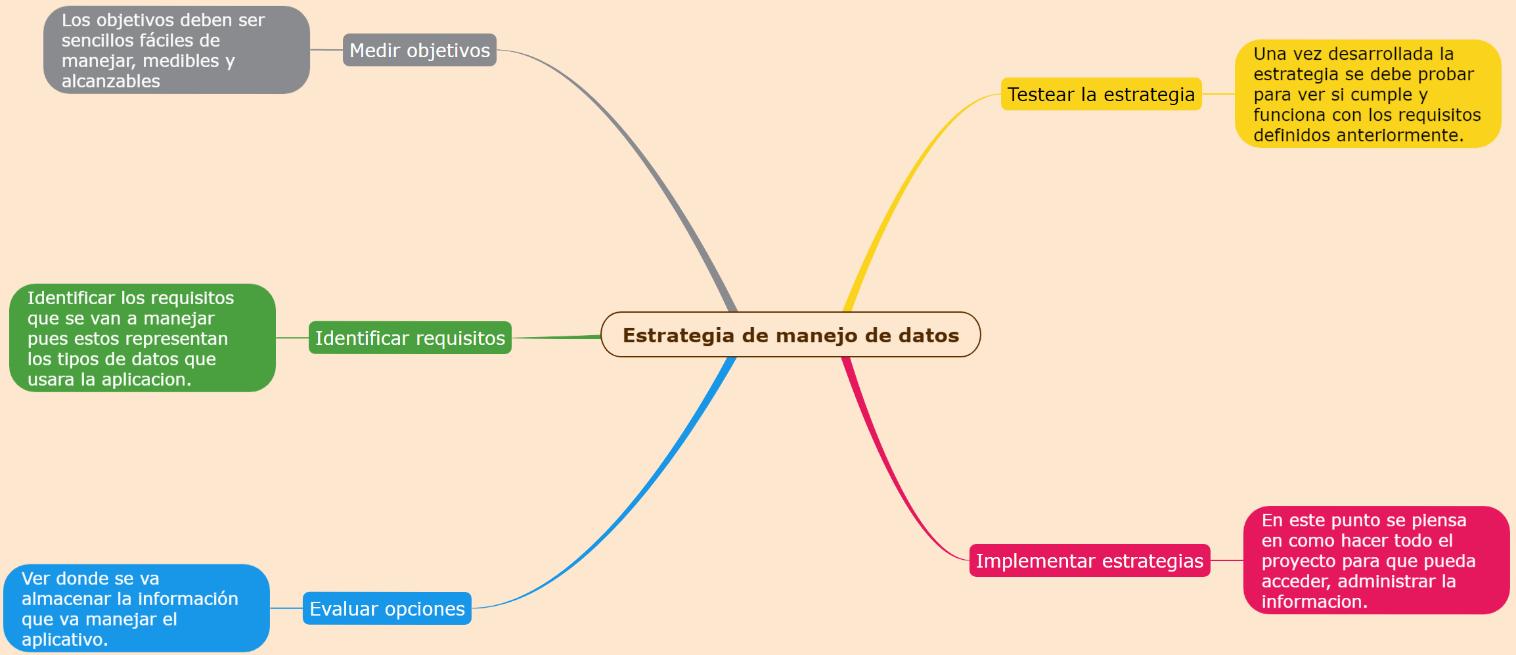 Los objetivos deben ser
sencillos fáciles de
manejar, medibles y
alcanzables
Medir objetivos
Testear la estrategia
Una vez desarrollada la
estrategia se debe probar
para ver si cumple y
funciona con los requisitos
definidos anteriormente.
Identificar los requisitos
que se van a manejar
pues estos representan
los tipos de datos que
usara la aplicacion.
Identificar requisitos
Estrategia de manejo de datos
Ver donde se va
almacenar la información
que va manejar el
aplicativo.
Evaluar opciones
Implementar estrategias
En este punto se piensa
en como hacer todo el
proyecto para que pueda
acceder, administrar la
informacion.